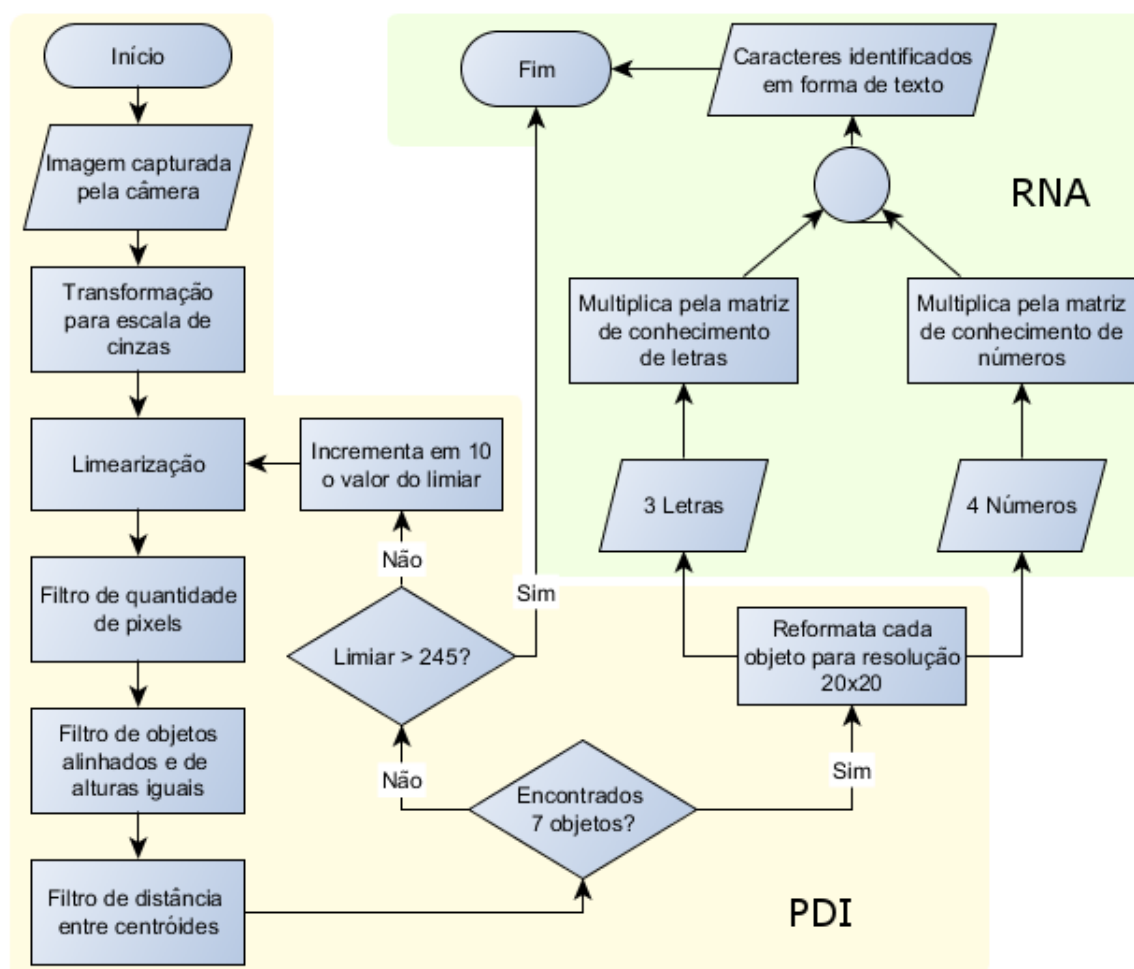 Início
Imagem capturada
pela câmera
Transformação
para escala de
cinzas
Limearização
Filtro de quantidade
de pixels
Filtro de objetos
alinhados e de
alturas iguais
Filtro de distância
entre centróides
Encontrados
7 objetos?
Não
Limiar > 245?
Não
Incrementa em 10
o valor do limiar
Sim
Sim
Reformata cada
objeto para resolução
20x20
PDI
3 Letras
4 Números
Multiplica pela matriz
de conhecimento
de letras
Multiplica pela matriz
de conhecimento de
números
RNA
Caracteres identificados
em forma de texto
Fim